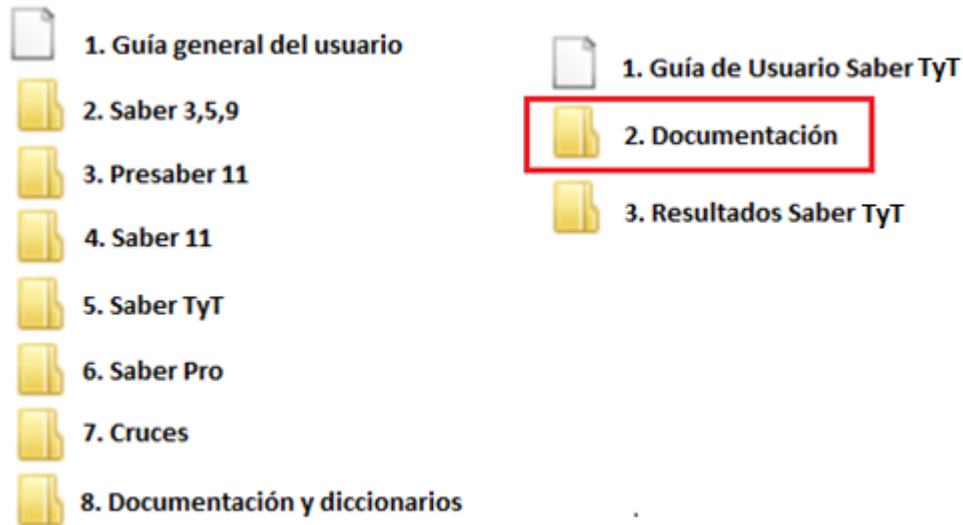 1. Guía general del usuario
2. Saber 3,5,9
3. Presaber 11
4. Saber 11
5. Saber TyT
6. Saber Pro
7. Cruces
8. Documentación y diccionarios
1. Guía de Usuario Saber TyT
2. Documentación
3. Resultados Saber TyT
.